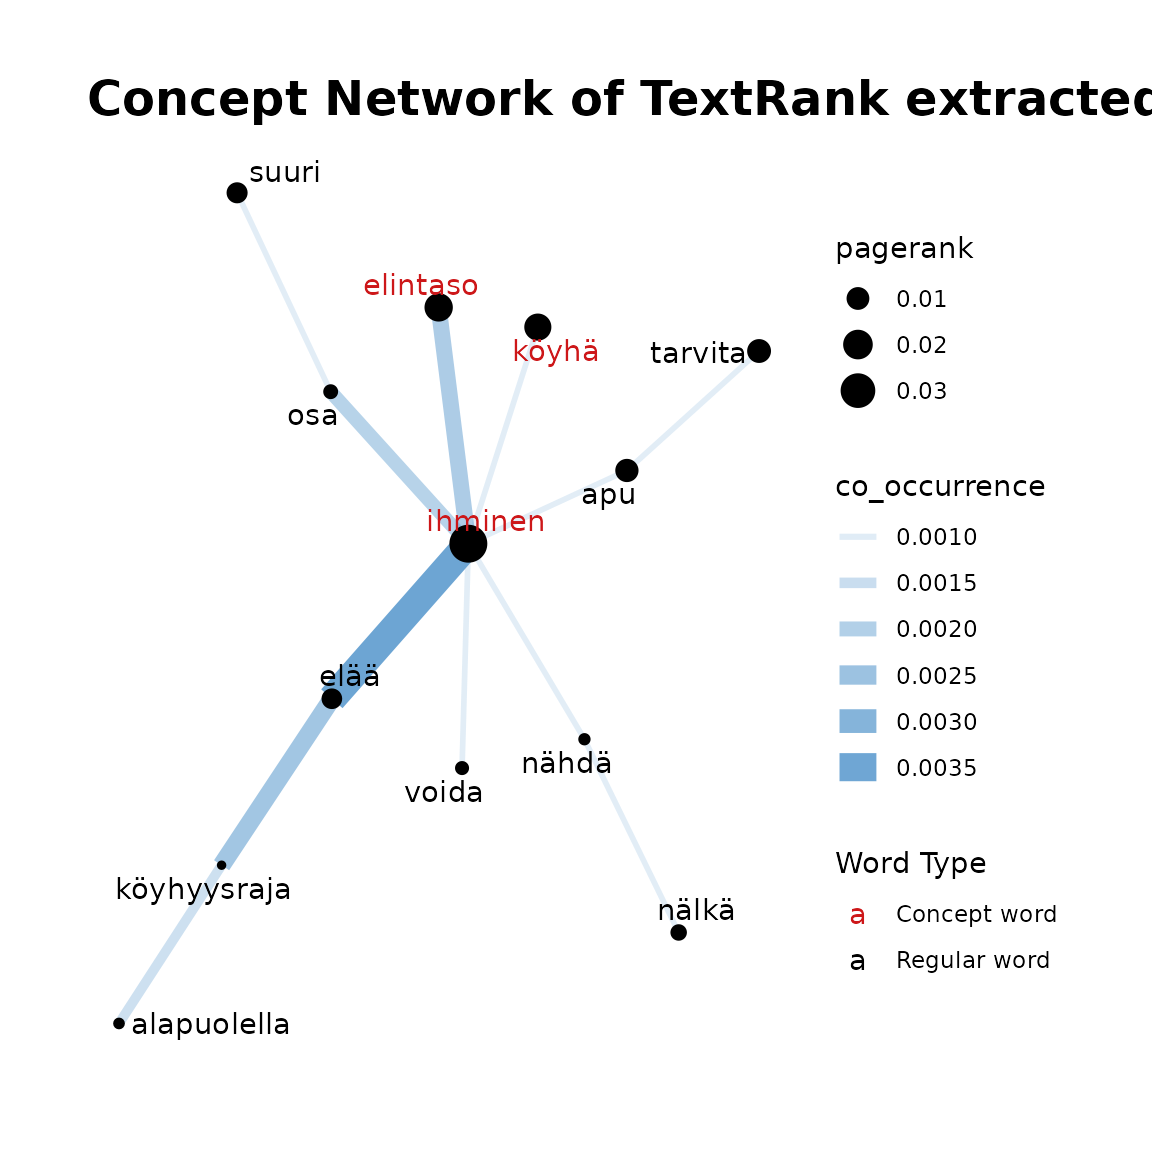 Concept Network of TextRank extracted
suuri
elintaso
köyhä
tarvita
osa
apu
ihminen
elää
nähdä
voida
köyhyysraja
nälkä
alapuolella
pagerank
0.01
0.02
0.03
co_occurrence
0.0010
0.0015
0.0020
0.0025
0.0030
0.0035
Word Type
a Concept word
a Regular word